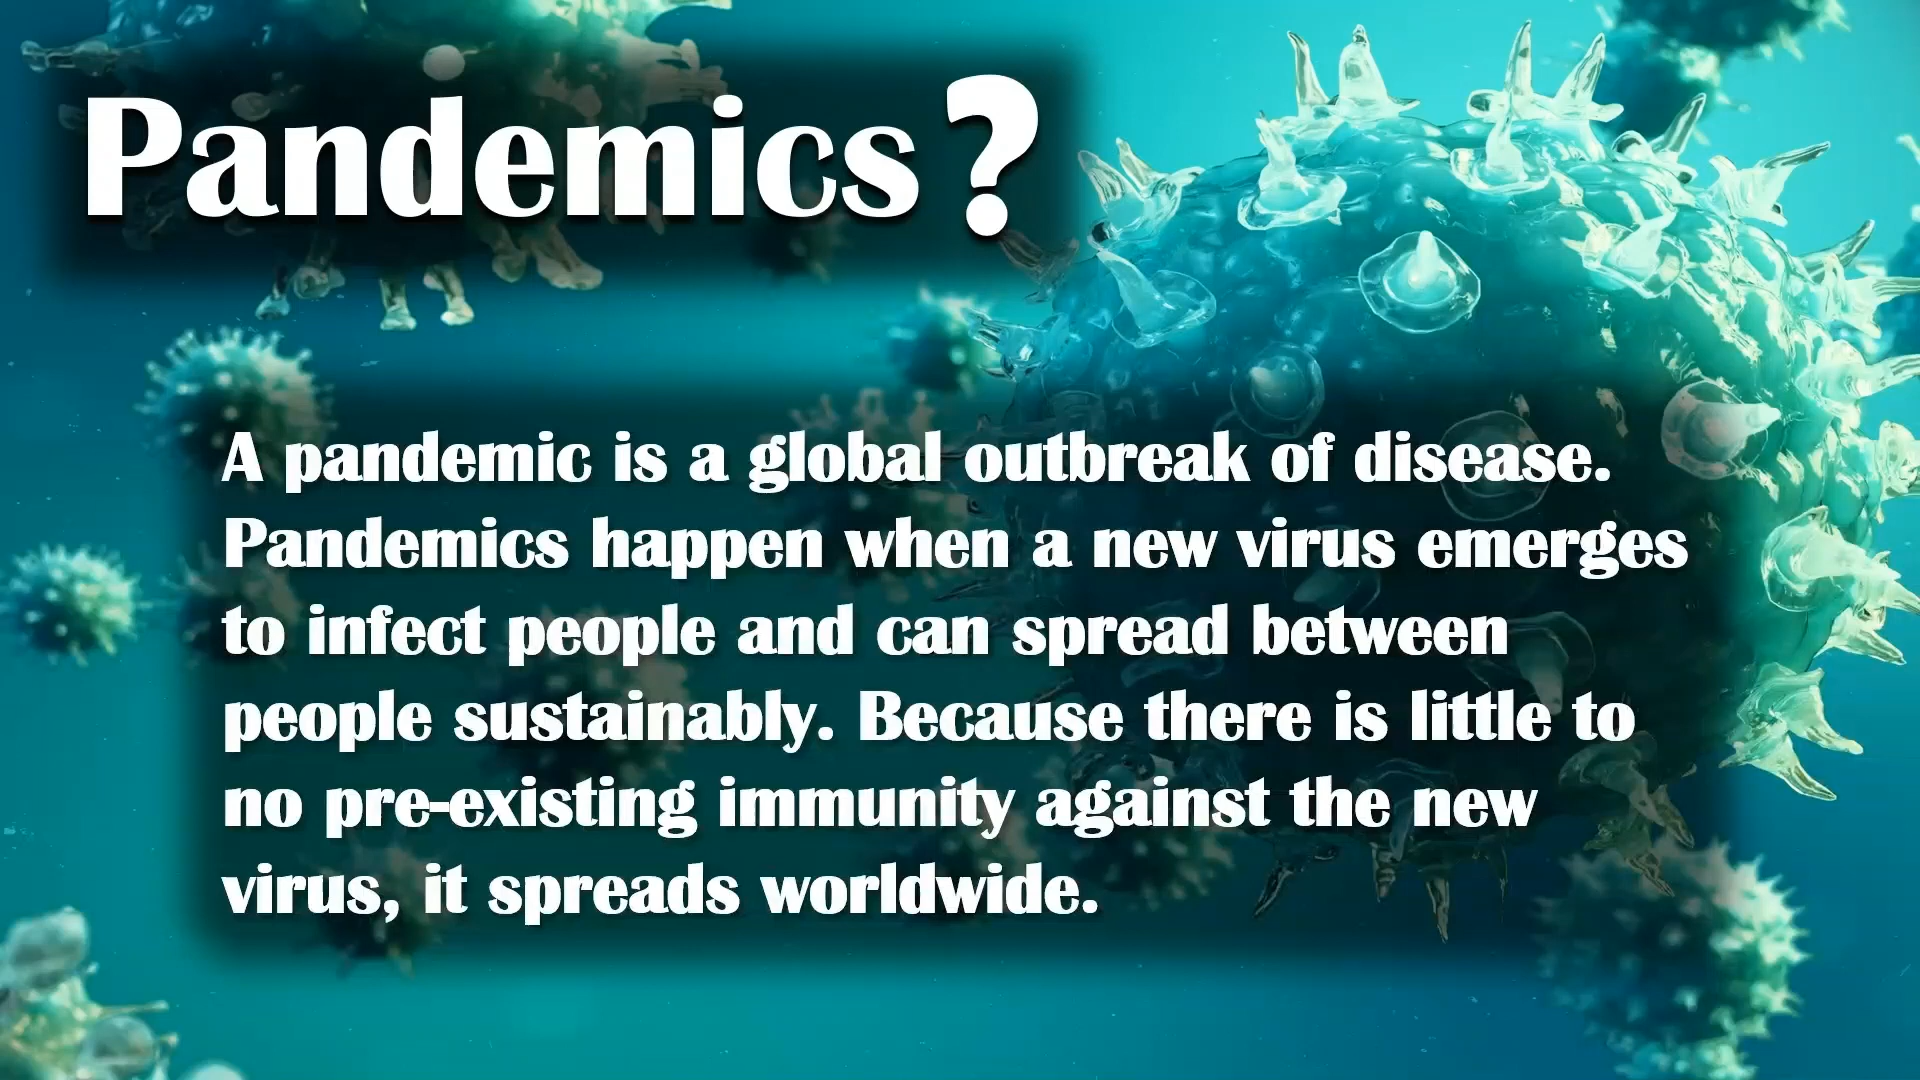 Pandemics?
A pandemic is a global outbreak of disease.
Pandemics happen when a new virus emerges
to infect people and can spread between
people sustainably. Because there is little to
no pre-existing immunity against the new
virus, it spreads worldwide.